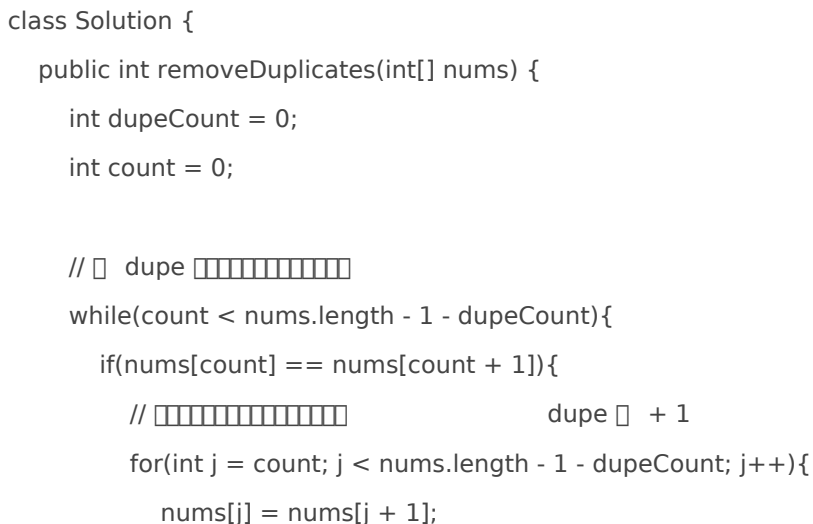 class Solution {
public int removeDuplicates(int[] nums) {
int dupeCount = 0;
int count = 0;
// dupe
while(count < nums.length - 1 - dupeCount){
if(nums[count] == nums[count + 1]){
// dupe + 1
for(int j = count; j < nums.length - 1 - dupeCount; j++){
nums[j] = nums[j + 1];